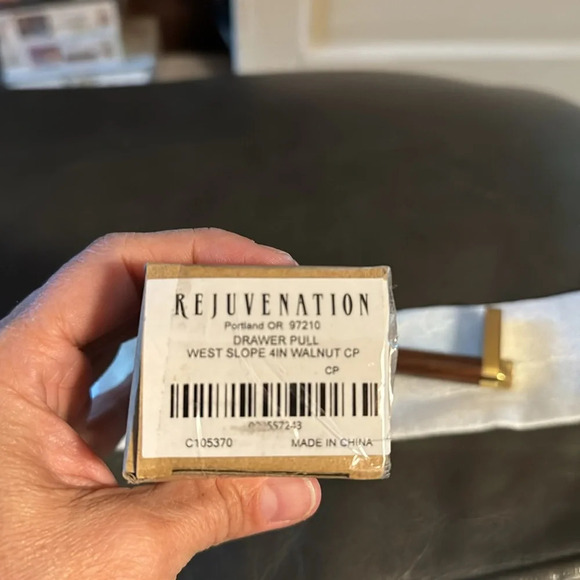 REJUVENATION
Portland OR 97210
DRAWER PULL
WEST SLOPE 4IN WALNUT CP
CP
C105370 MADE IN CHINA